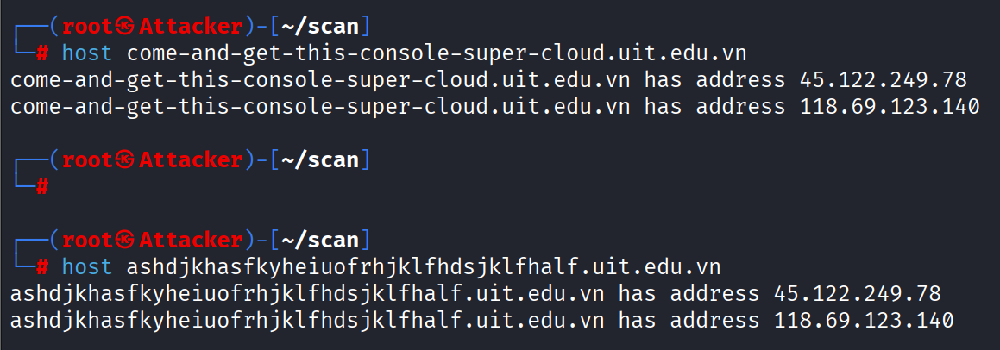 ┌──(root㉿Attacker)-[~/scan]
└─# host come-and-get-this-console-super-cloud.uit.edu.vn
come-and-get-this-console-super-cloud.uit.edu.vn has address 45.122.249.78
come-and-get-this-console-super-cloud.uit.edu.vn has address 118.69.123.140
┌──(root㉿Attacker)-[~/scan]
└─#
┌──(root㉿Attacker)-[~/scan]
└─# host ashdjkhasfkyheiuofrhjklfhdsjklfhalf.uit.edu.vn
ashdjkhasfkyheiuofrhjklfhdsjklfhalf.uit.edu.vn has address 45.122.249.78
ashdjkhasfkyheiuofrhjklfhdsjklfhalf.uit.edu.vn has address 118.69.123.140